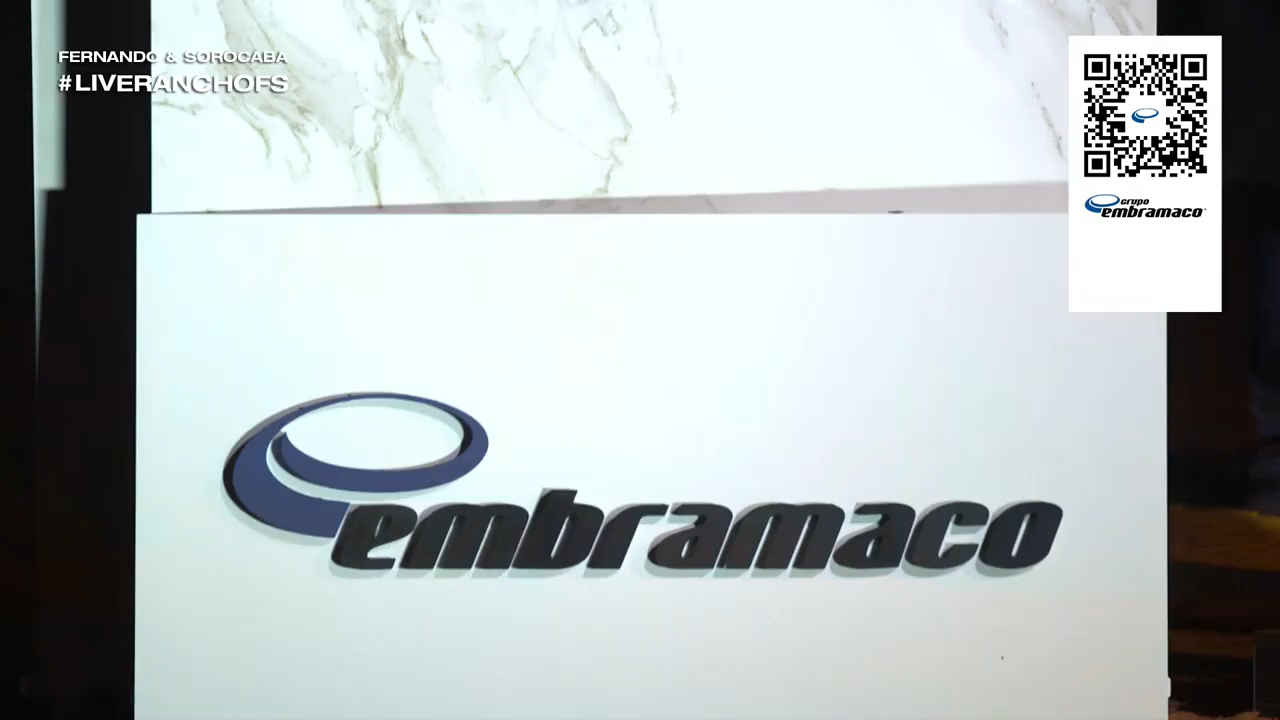 FERNANDO & SOROCABA
#LIVERANCHOFS
grupo
embramaco
embramaco